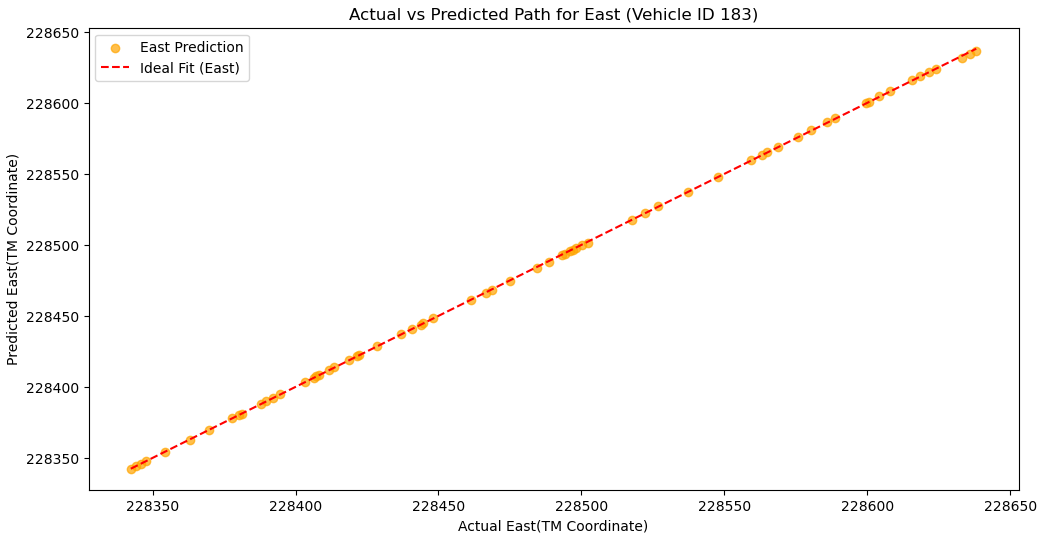 Actual vs Predicted Path for East (Vehicle ID 183)
East Prediction
Ideal Fit (East)
228650
228600
228550
228500
228450
228400
228350
Predicted East(TM Coordinate)
228350
228400
228450
228500
228550
228600
228650
Actual East(TM Coordinate)